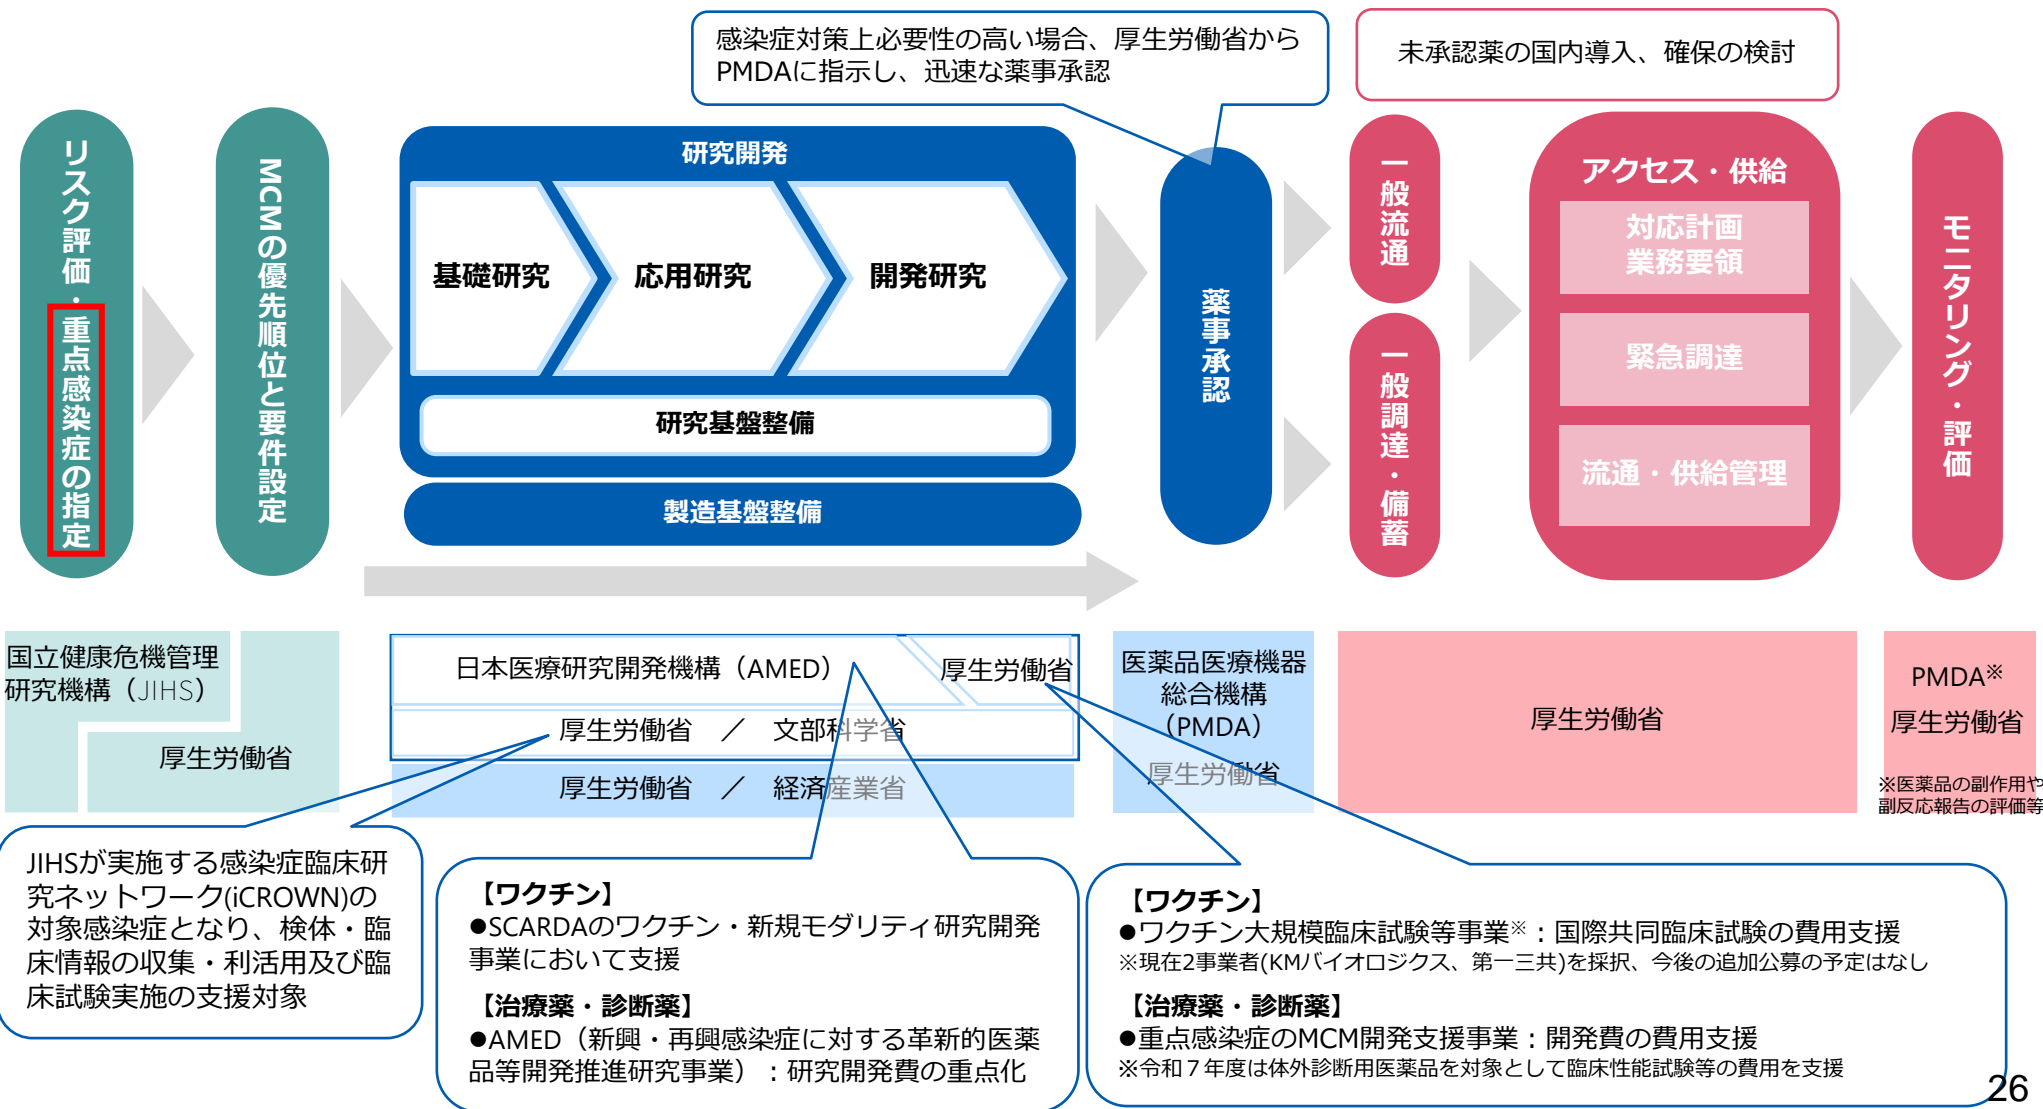 感染症対策上必要性の高い場合、厚生労働省から
PMDAに指示し、迅速な薬事承認
未承認薬の国内導入、確保の検討
リスク評価・重点感染症の指定
MCMの優先順位と要件設定
研究開発
基礎研究
応用研究
開発研究
研究基盤整備
製造基盤整備
薬事承認
一般流通
一般調達・備蓄
アクセス・供給
対応計画
業務要領
緊急調達
流通・供給管理
モニタリング・評価
国立健康危機管理
研究機構（JIHS）
厚生労働省
日本医療研究開発機構（AMED）
厚生労働省
厚生労働省　／　文部科学省
厚生労働省　／　経済産業省
医薬品医療機器
総合機構
（PMDA）
厚生労働省
厚生労働省
PMDA※
厚生労働省
※医薬品の副作用や
副反応報告の評価等
JIHSが実施する感染症臨床研
究ネットワーク(iCROWN)の
対象感染症となり、検体・臨
床情報の収集・利活用及び臨
床試験実施の支援対象
【ワクチン】
●SCARDAのワクチン・新規モダリティ研究開発
事業において支援
【治療薬・診断薬】
●AMED（新興・再興感染症に対する革新的医薬
品等開発推進研究事業）：研究開発費の重点化
【ワクチン】
●ワクチン大規模臨床試験等事業※：国際共同臨床試験の費用支援
※現在2事業者(KMバイオロジクス、第一三共)を採択、今後の追加公募の予定はなし
【治療薬・診断薬】
●重点感染症のMCM開発支援事業：開発費の費用支援
※令和７年度は体外診断用医薬品を対象として臨床性能試験等の費用を支援
26